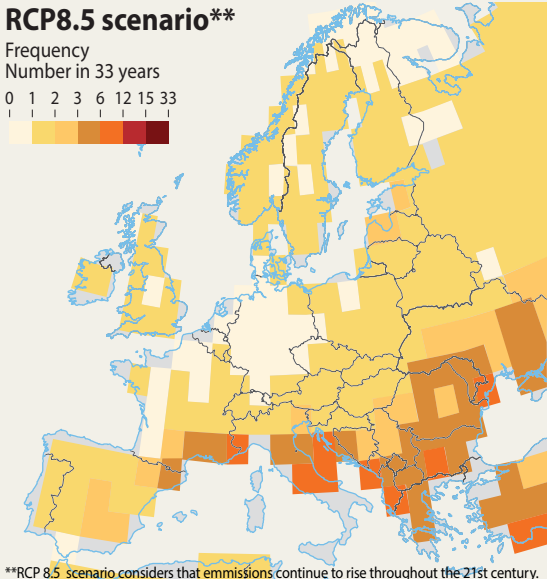 RCP8.5 scenario**
Frequency
Number in 33 years
0 1 2 3 6 12 15 33
**RCP 8.5 scenario considers that emmissions continue to rise throughout the 21st century.